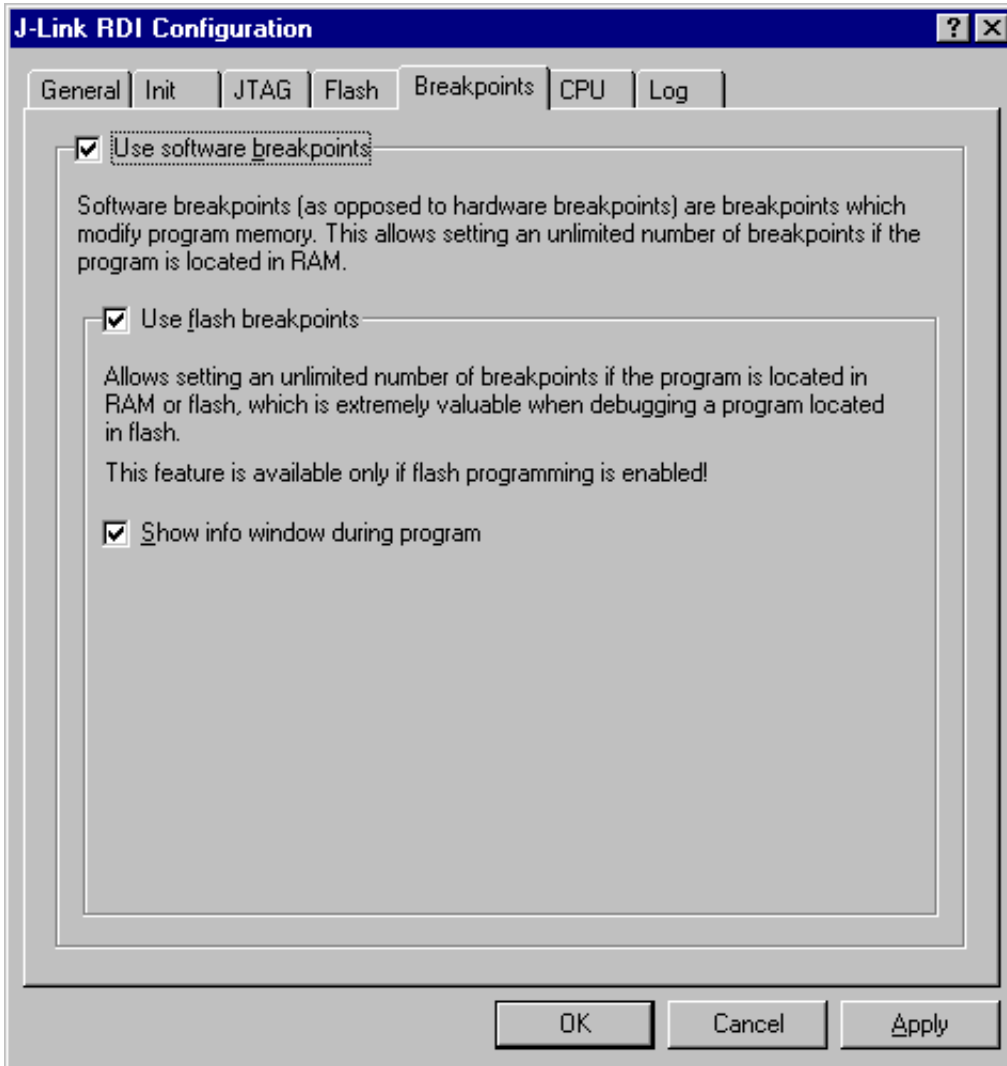 J-Link RDI Configuration
General Init JTAG Flash Breakpoints CPU Log
Use software breakpoints
Software breakpoints (as opposed to hardware breakpoints) are breakpoints which
modify program memory. This allows setting an unlimited number of breakpoints if the
program is located in RAM.
Use flash breakpoints
Allows setting an unlimited number of breakpoints if the program is located in
RAM or flash, which is extremely valuable when debugging a program located
in flash.
This feature is available only if flash programming is enabled!
Show info window during program
OK Cancel Apply